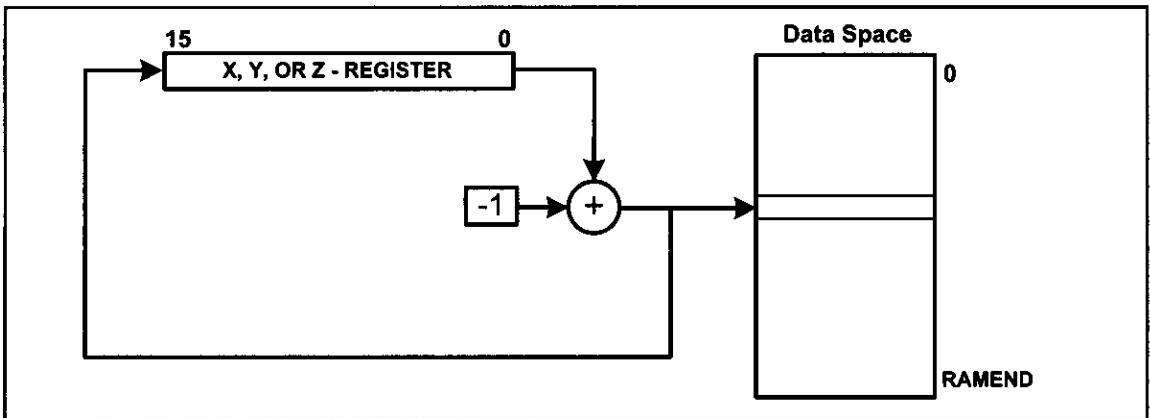 15 0
X, Y, OR Z - REGISTER
Data Space
0
-1
+
RAMEND